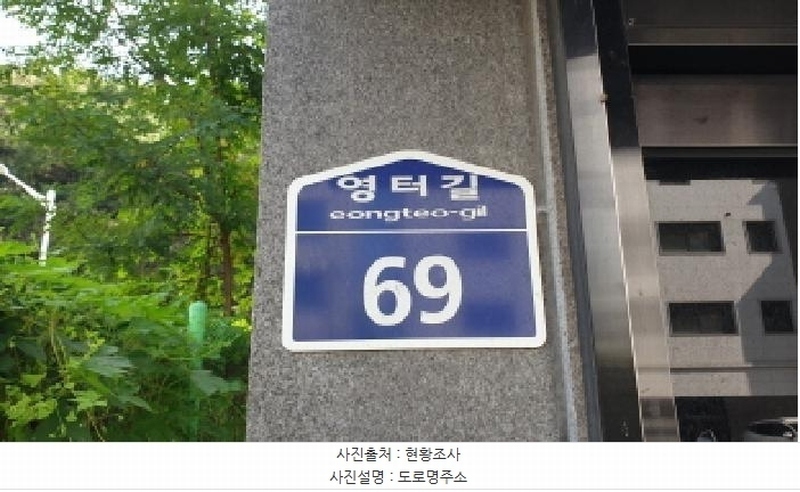 영터길
eongteo-gil
69
사진출처 : 현황조사
사진설명 : 도로명주소